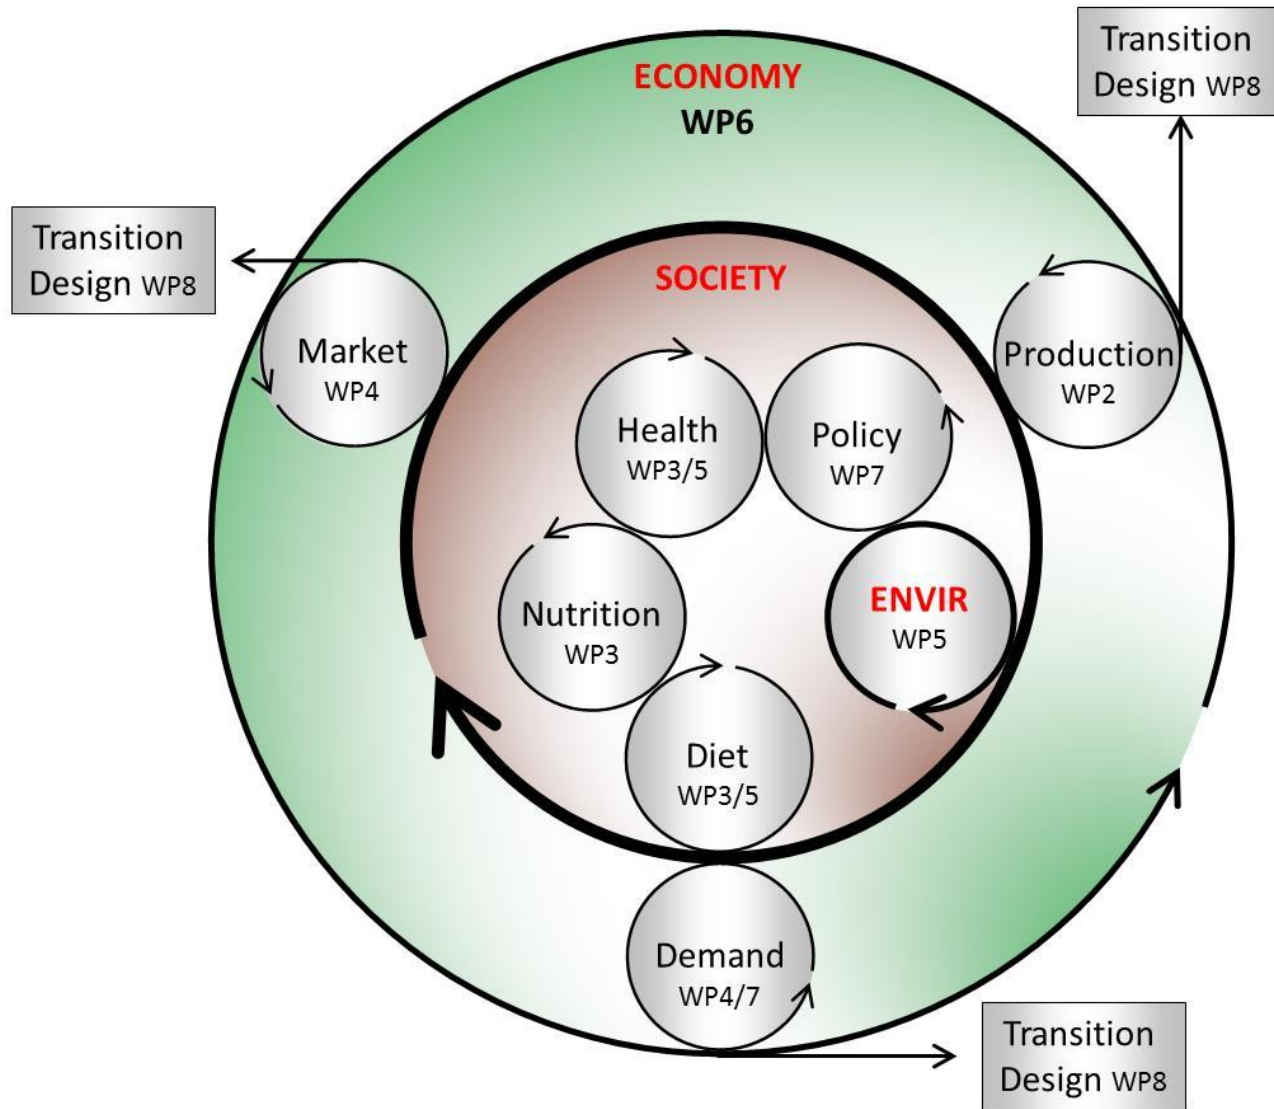 Transition
Design WP8
ECONOMY
WP6
Transition
Design WP8
SOCIETY
Market
WP4
Production
WP2
Health
WP3/5
Policy
WP7
Nutrition
WP3
ENVIR
WP5
Diet
WP3/5
Demand
WP4/7
Transition
Design WP8